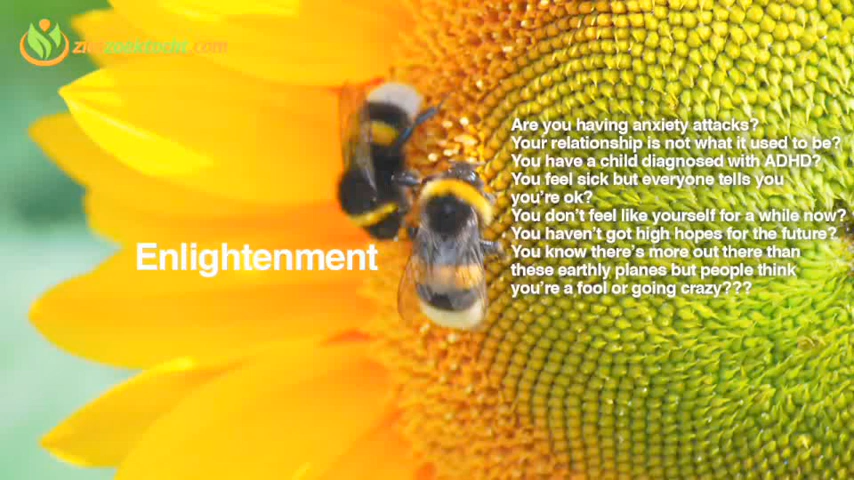 Enlightenment
Are you having anxiety attacks?
Your relationship is not what it used to be?
You have a child diagnosed with ADHD?
You feel sick but everyone tells you
you're ok?
You don't feel like yourself for a while now?
You haven't got high hopes for the future?
You know there's more out there than
these earthly planes but people think
you're a fool or going crazy???